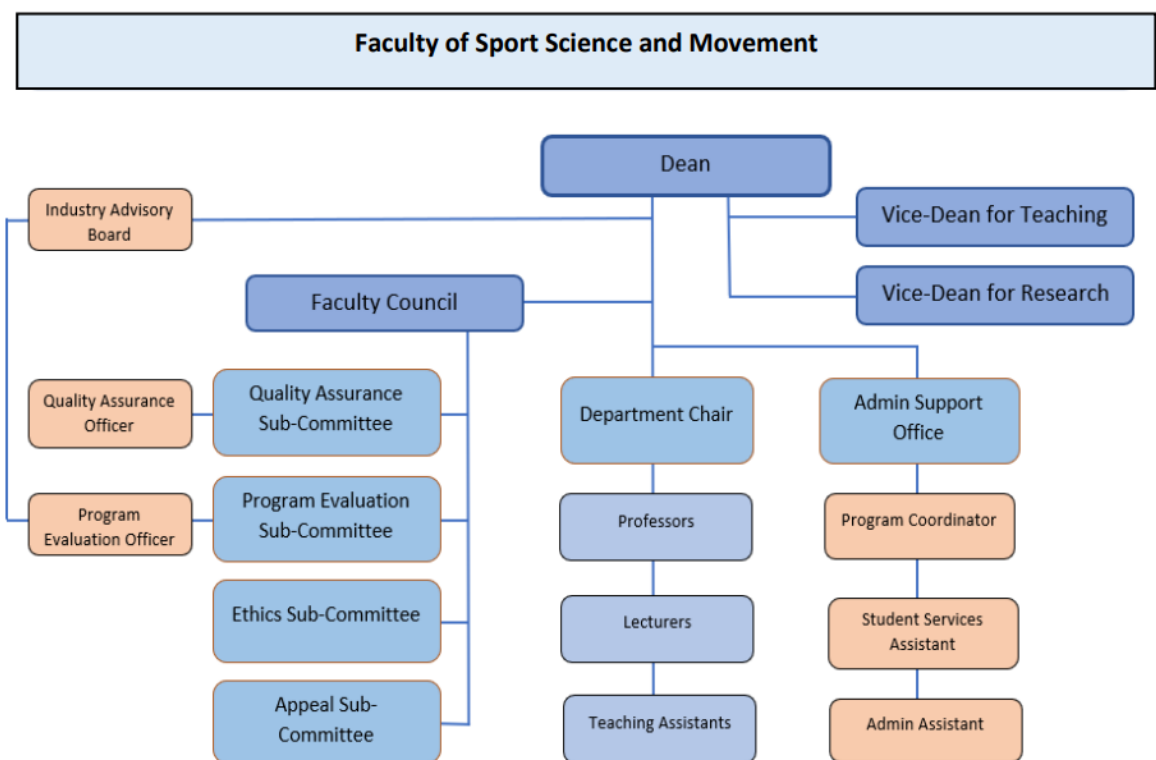 Faculty of Sport Science and Movement
Dean
Industry Advisory
Board
Vice-Dean for Teaching
Faculty Council
Vice-Dean for Research
Quality Assurance
Officer
Quality Assurance
Sub-Committee
Department Chair
Admin Support
Office
Program
Evaluation Officer
Program Evaluation
Sub-Committee
Professors
Program Coordinator
Ethics Sub-Committee
Lecturers
Student Services
Assistant
Appeal Sub-
Committee
Teaching Assistants
Admin Assistant